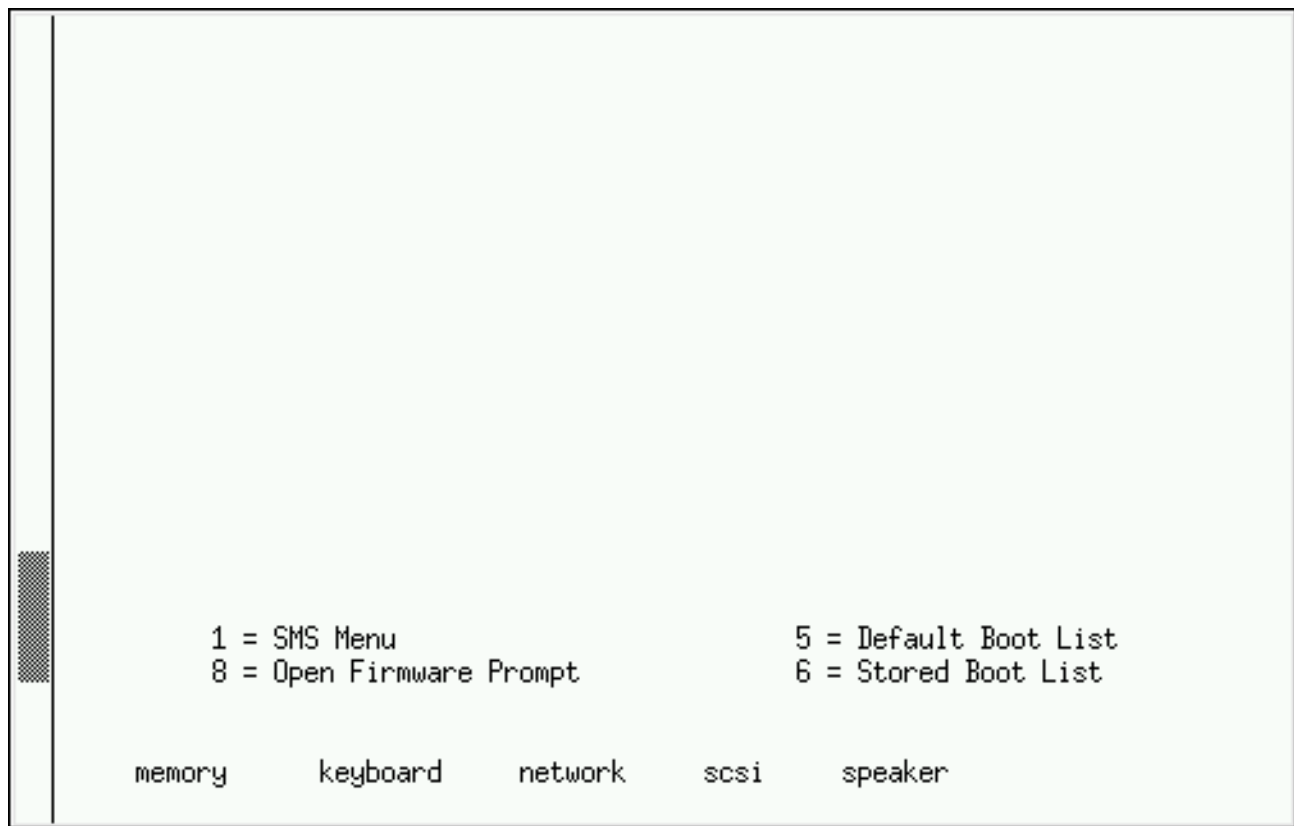 1 = SMS Menu 5 = Default Boot List
8 = Open Firmware Prompt 6 = Stored Boot List
memory keyboard network scsi speaker